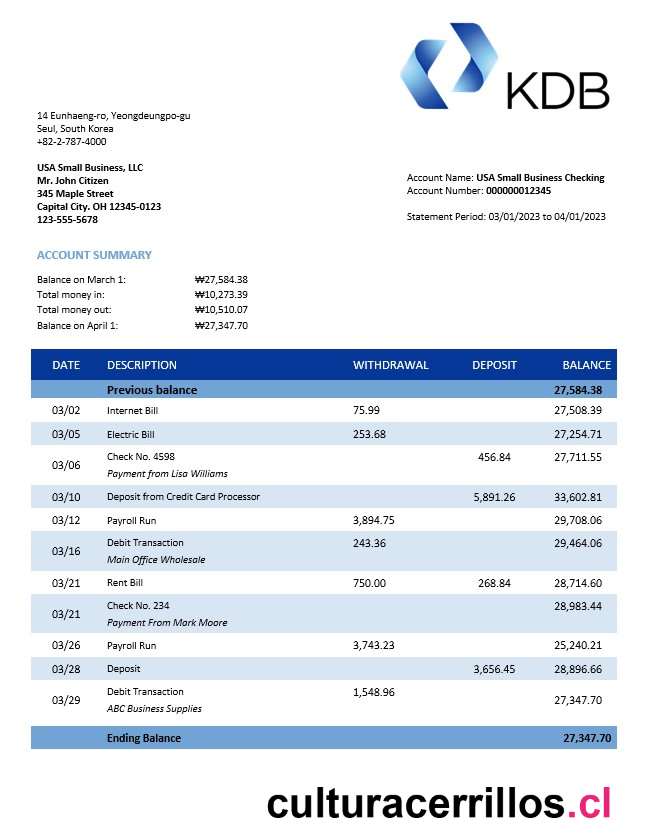 KDB
14 Eunhaeng-ro, Yeongdeungpo-gu
Seul, South Korea
+82-2-787-4000
USA Small Business, LLC
Mr. John Citizen
345 Maple Street
Capital City. OH 12345-0123
123-555-5678
Account Name: USA Small Business Checking
Account Number: 000000012345
Statement Period: 03/01/2023 to 04/01/2023
ACCOUNT SUMMARY
Balance on March 1: ₩27,584.38
Total money in: ₩10,273.39
Total money out: ₩10,510.07
Balance on April 1: ₩27,347.70
DATE DESCRIPTION WITHDRAWAL DEPOSIT BALANCE
Previous balance 27,584.38
03/02 Internet Bill 75.99 27,508.39
03/05 Electric Bill 253.68 27,254.71
03/06 Check No. 4598 456.84 27,711.55
Payment from Lisa Williams
03/10 Deposit from Credit Card Processor 5,891.26 33,602.81
03/12 Payroll Run 3,894.75 29,708.06
03/16 Debit Transaction 243.36 29,464.06
Main Office Wholesale
03/21 Rent Bill 750.00 268.84 28,714.60
03/21 Check No. 234 28,983.44
Payment From Mark Moore
03/26 Payroll Run 3,743.23 25,240.21
03/28 Deposit 3,656.45 28,896.66
03/29 Debit Transaction 1,548.96 27,347.70
ABC Business Supplies
Ending Balance 27,347.70
culturacerrillos.cl